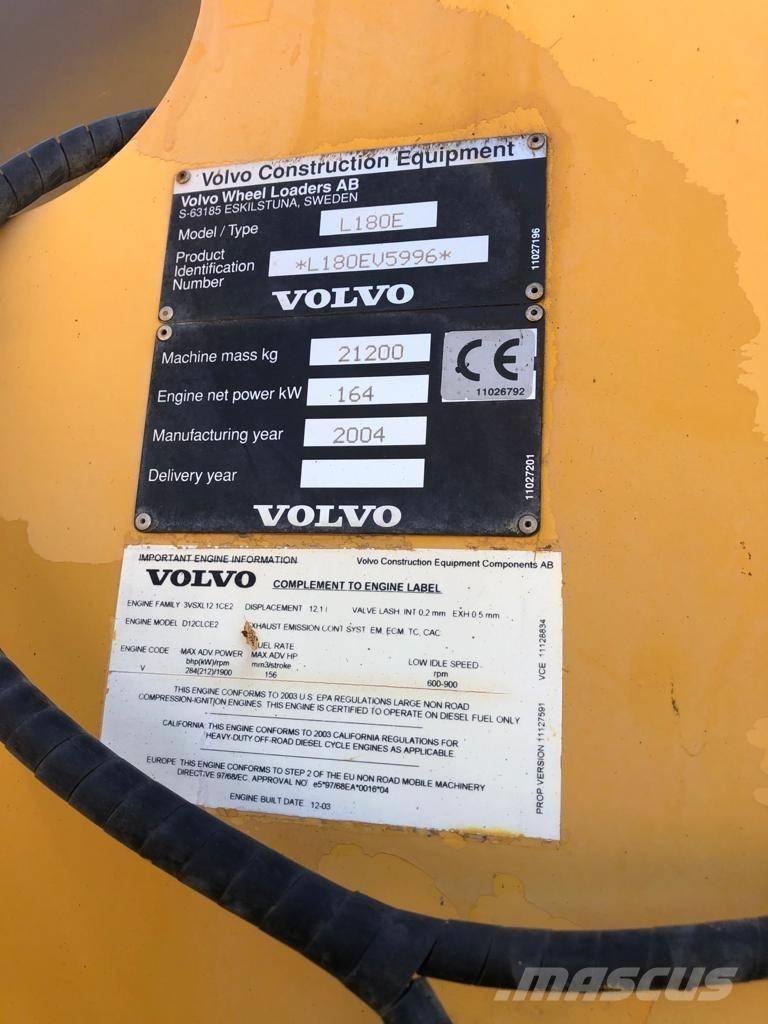 Volvo Construction Equipment
Volvo Wheel Loaders AB
S-63185 ESKILSTUNA, SWEDEN
Model / Type L180E
Product Identification Number *L180EV5996*
VOLVO
11027196
Machine mass kg 21200
CE
11026792
Engine net power kW 164
Manufacturing year 2004
Delivery year
VOLVO
11027201
IMPORTANT ENGINE INFORMATION Volvo Construction Equipment Components AB
VOLVO COMPLEMENT TO ENGINE LABEL
ENGINE FAMILY 3VSXL12.1CE2 DISPLACEMENT 12.1 l VALVE LASH INT 0.2 mm EXH 0.5 mm
ENGINE MODEL D12CLCE2 EXHAUST EMISSION CONT SYST EM, ECM, TC, CAC
ENGINE CODE MAX ADV POWER FUEL RATE MAX ADV HP LOW IDLE SPEED
bhp(kW)/rpm mm3/stroke rpm
V 284(212)/1900 156 600-900
THIS ENGINE CONFORMS TO 2003 U.S. EPA REGULATIONS LARGE NON ROAD
COMPRESSION-IGNITION ENGINES. THIS ENGINE IS CERTIFIED TO OPERATE ON DIESEL FUEL ONLY
CALIFORNIA: THIS ENGINE CONFORMS TO 2003 CALIFORNIA REGULATIONS FOR
HEAVY-DUTY OFF-ROAD DIESEL CYCLE ENGINES AS APPLICABLE.
EUROPE: THIS ENGINE CONFORMS TO STEP 2 OF THE EU NON ROAD MOBILE MACHINERY
DIRECTIVE 97/68/EC. APPROVAL NO: e5*97/68EA*0016*04
ENGINE BUILT DATE 12-03
PROP VERSION 11127591 VCE 11128834
mascus